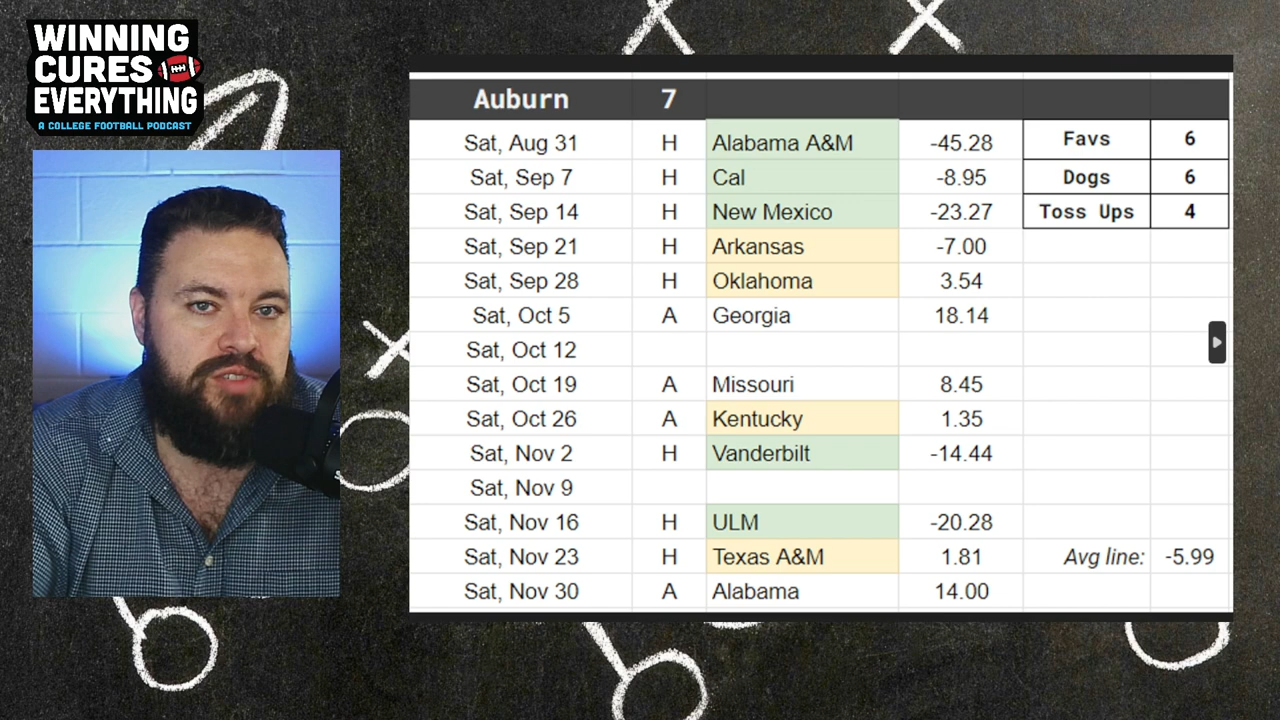 WINNING
CURES
EVERYTHING
A COLLEGE FOOTBALL PODCAST
Auburn 7
Sat, Aug 31 H Alabama A&M -45.28 Favs 6
Sat, Sep 7 H Cal -8.95 Dogs 6
Sat, Sep 14 H New Mexico -23.27 Toss Ups 4
Sat, Sep 21 H Arkansas -7.00
Sat, Sep 28 H Oklahoma 3.54
Sat, Oct 5 A Georgia 18.14
Sat, Oct 12
Sat, Oct 19 A Missouri 8.45
Sat, Oct 26 A Kentucky 1.35
Sat, Nov 2 H Vanderbilt -14.44
Sat, Nov 9
Sat, Nov 16 H ULM -20.28
Sat, Nov 23 H Texas A&M 1.81 Avg line: -5.99
Sat, Nov 30 A Alabama 14.00